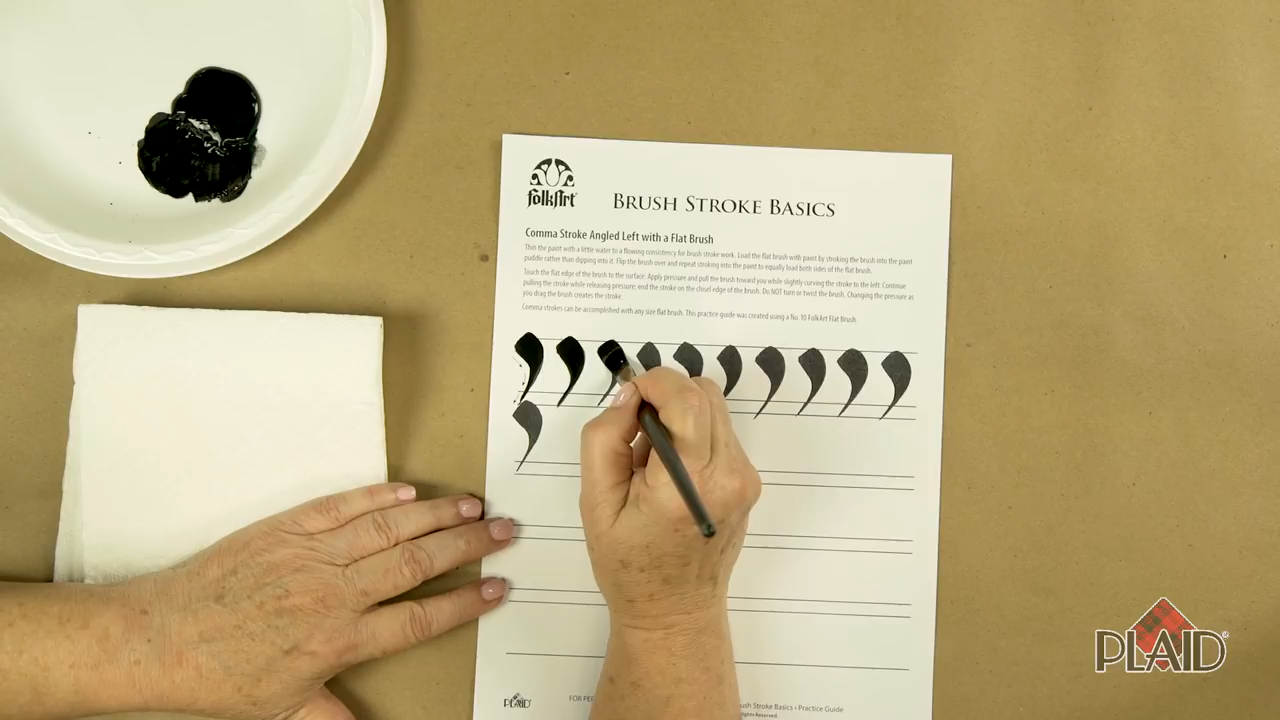 folkArt
BRUSH STROKE BASICS
Comma Stroke Angled Left with a Flat Brush
Thin the paint with a little water to a flowing consistency for brush stroke work. Load the flat brush with paint by stroking the brush into the paint
puddle rather than dipping into it. Flip the brush over and repeat stroking into the paint to equally load both sides of the flat brush.
Touch the flat edge of the brush to the surface: Apply pressure and pull the brush toward you while slightly curving the stroke to the left. Continue
pulling the stroke while releasing pressure; end the stroke on the chisel edge of the brush. Do NOT turn or twist the brush. Changing the pressure as
you drag the brush creates the stroke.
Comma strokes can be accomplished with any size flat brush. This practice guide was created using a No. 10 FolkArt Flat Brush.
PLAID®
PLAID
FOR PER
ush Stroke Basics • Practice Guide
Rights Reserved.